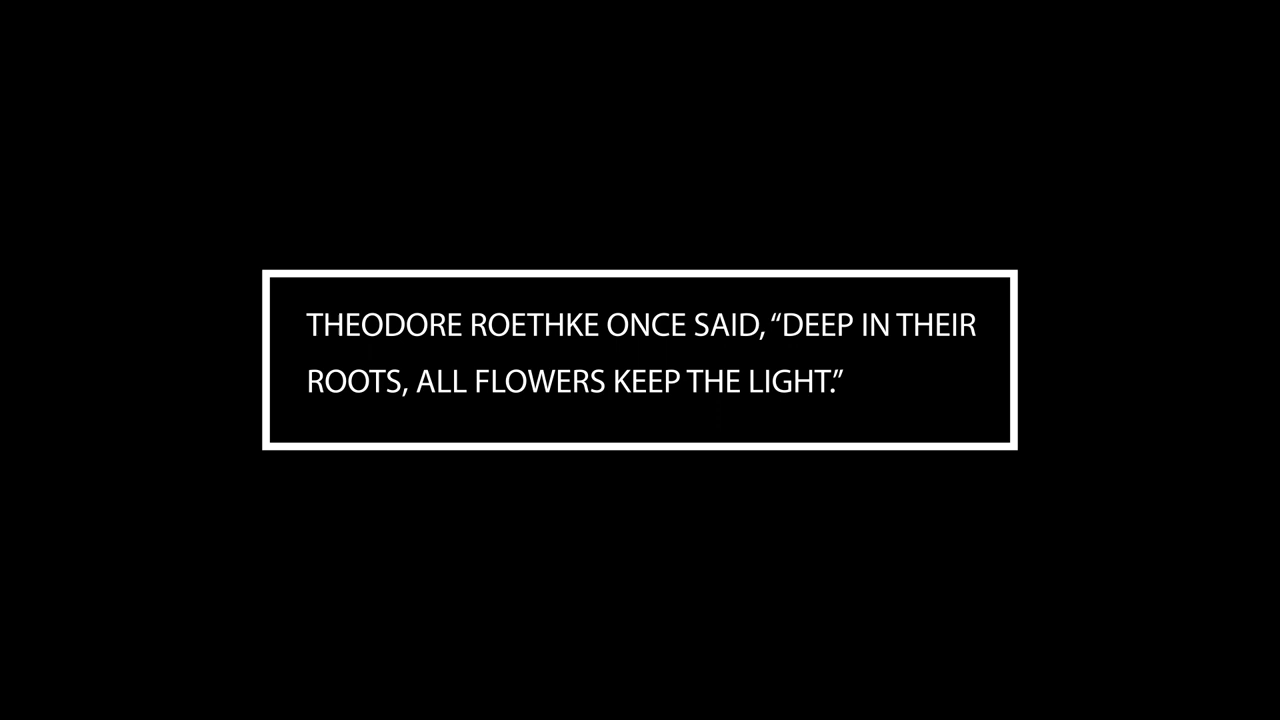 THEODORE ROETHKE ONCE SAID, “DEEP IN THEIR
ROOTS, ALL FLOWERS KEEP THE LIGHT.”